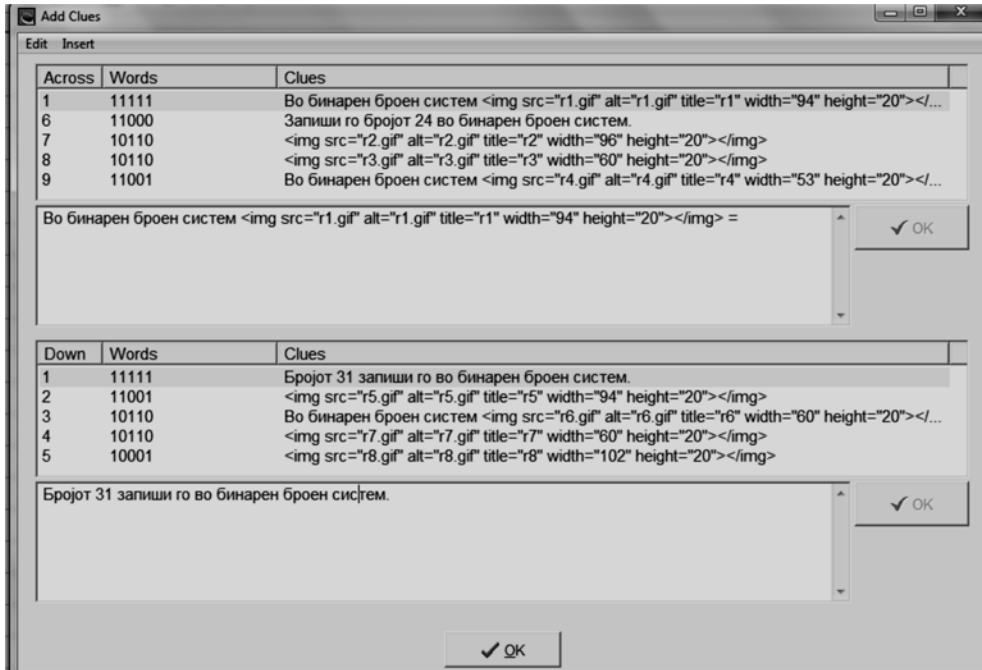 Add Clues
Edit Insert
Across Words Clues
1 11111 Во бинарен броен систем <img src="r1.gif" alt="r1.gif" title="r1" width="94" height="20"></...
6 11000 Запиши го бројот 24 во бинарен броен систем.
7 10110 <img src="r2.gif" alt="r2.gif" title="r2" width="96" height="20"></img>
8 10110 <img src="r3.gif" alt="r3.gif" title="r3" width="60" height="20"></img>
9 11001 Во бинарен броен систем <img src="r4.gif" alt="r4.gif" title="r4" width="53" height="20"></...
Во бинарен броен систем <img src="r1.gif" alt="r1.gif" title="r1" width="94" height="20"></img> =
OK
Down Words Clues
1 11111 Бројот 31 запиши го во бинарен броен систем.
2 11001 <img src="r5.gif" alt="r5.gif" title="r5" width="94" height="20"></img>
3 10110 Во бинарен броен систем <img src="r6.gif" alt="r6.gif" title="r6" width="60" height="20"></...
4 10110 <img src="r7.gif" alt="r7.gif" title="r7" width="60" height="20"></img>
5 10001 <img src="r8.gif" alt="r8.gif" title="r8" width="102" height="20"></img>
Бројот 31 запиши го во бинарен броен систем.
OK
OK